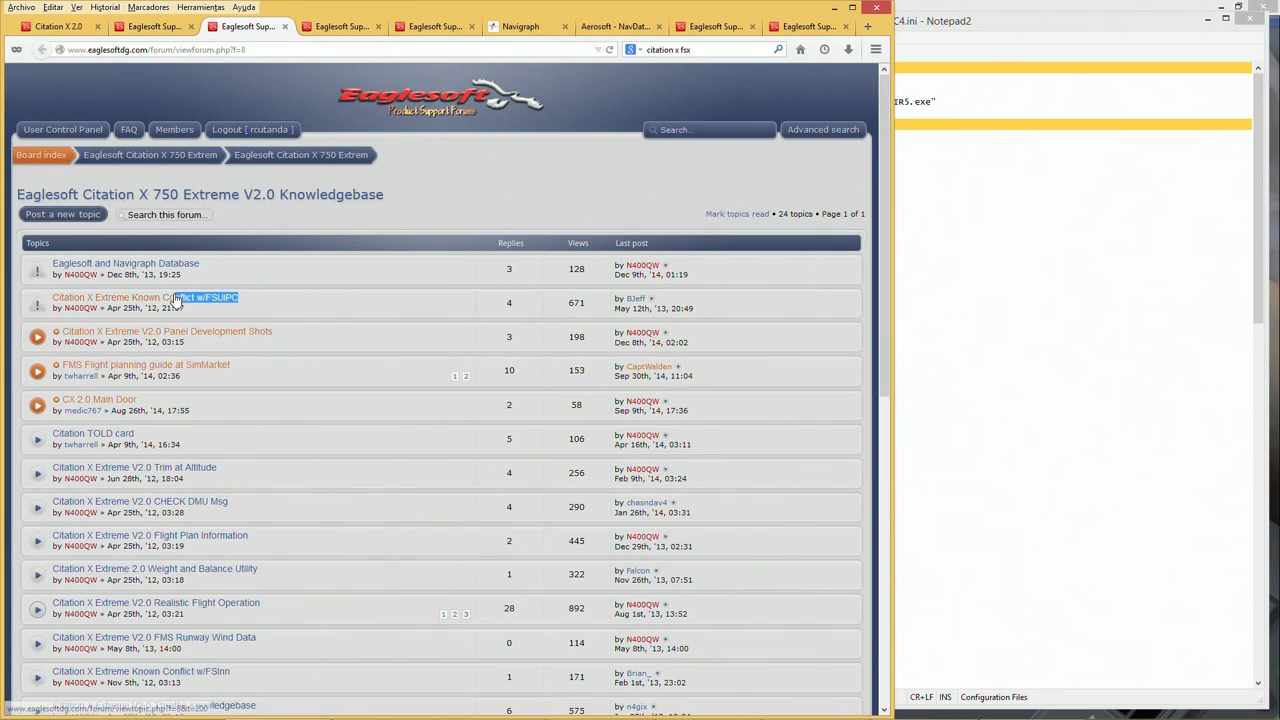 Archivo Editar Ver Historial Marcadores Herramientas Ayuda
C4.ini - Notepad2
Citation X 2.0 Eaglesoft Sup... Eaglesoft Sup... Eaglesoft Sup... Eaglesoft Sup... Navigraph Aerosoft - NavDat... Eaglesoft Sup... Eaglesoft Sup...
www.eaglesoftdg.com/forum/viewforum.php?f=8
citation x fsx
Eaglesoft
Product Support Forums
IR5.exe"
User Control Panel FAQ Members Logout [ rcutanda ] Search... Advanced search
Board index Eaglesoft Citation X 750 Extrem Eaglesoft Citation X 750 Extrem
Eaglesoft Citation X 750 Extreme V2.0 Knowledgebase
Post a new topic Search this forum... Mark topics read • 24 topics • Page 1 of 1
Topics Replies Views Last post
Eaglesoft and Navigraph Database
by N400QW » Dec 8th, '13, 19:25
3 128
by N400QW
Dec 9th, '14, 01:19
Citation X Extreme Known Conflict w/FSUIPC
by N400QW » Apr 25th, '12,
4 671
by BJeff
May 12th, '13, 20:49
Citation X Extreme V2.0 Panel Development Shots
by N400QW » Apr 25th, '12, 03:15
3 198
by N400QW
Dec 8th, '14, 02:02
FMS Flight planning guide at SimMarket
by twharrell » Apr 9th, '14, 02:36
1 2
10 153
by CaptWalden
Sep 30th, '14, 11:04
CX 2.0 Main Door
by medic767 » Aug 26th, '14, 17:55
2 58
by N400QW
Sep 9th, '14, 17:36
Citation TOLD card
by twharrell » Apr 9th, '14, 16:34
5 106
by N400QW
Apr 16th, '14, 03:11
Citation X Extreme V2.0 Trim at Altitude
by N400QW » Jun 28th, '12, 18:04
4 256
by N400QW
Feb 9th, '14, 03:24
Citation X Extreme V2.0 CHECK DMU Msg
by N400QW » Apr 25th, '12, 03:28
4 290
by chasndav4
Jan 26th, '14, 03:31
Citation X Extreme V2.0 Flight Plan Information
by N400QW » Apr 25th, '12, 03:19
2 445
by N400QW
Dec 29th, '13, 02:31
Citation X Extreme 2.0 Weight and Balance Utility
by N400QW » Apr 25th, '12, 03:18
1 322
by Falcon
Nov 26th, '13, 07:51
Citation X Extreme V2.0 Realistic Flight Operation
by N400QW » Apr 25th, '12, 03:21
1 2 3
28 892
by N400QW
Aug 1st, '13, 13:52
Citation X Extreme V2.0 FMS Runway Wind Data
by N400QW » May 8th, '13, 14:00
0 114
by N400QW
May 8th, '13, 14:00
Citation X Extreme Known Conflict w/FSInn
by N400QW » Nov 5th, '12, 03:13
1 171
by Brian_
Feb 1st, '13, 23:02
wledgebase
6 575
by n4gix
www.eaglesoftdg.com/forum/viewtopic.php?f=8&t=200
CR+LF INS Configuration Files